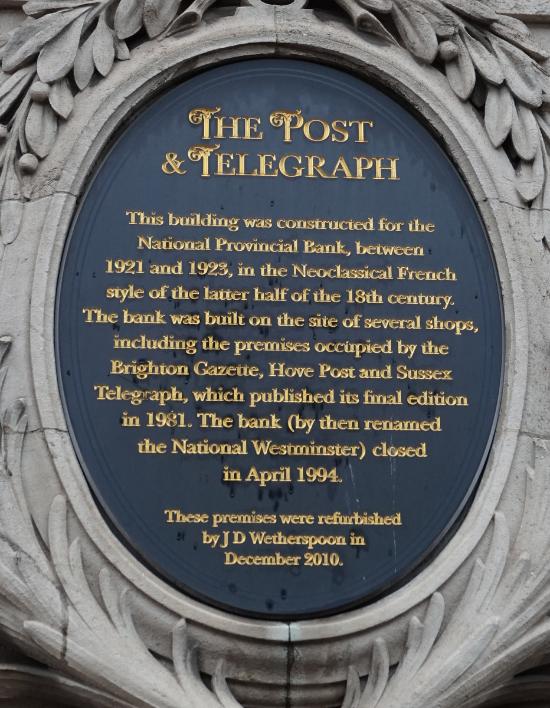 THE POST
& TELEGRAPH
This building was constructed for the
National Provincial Bank, between
1921 and 1923, in the Neoclassical French
style of the latter half of the 18th century.
The bank was built on the site of several shops,
including the premises occupied by the
Brighton Gazette, Hove Post and Sussex
Telegraph, which published its final edition
in 1981. The bank (by then renamed
the National Westminster) closed
in April 1994.
These premises were refurbished
by J D Wetherspoon in
December 2010.